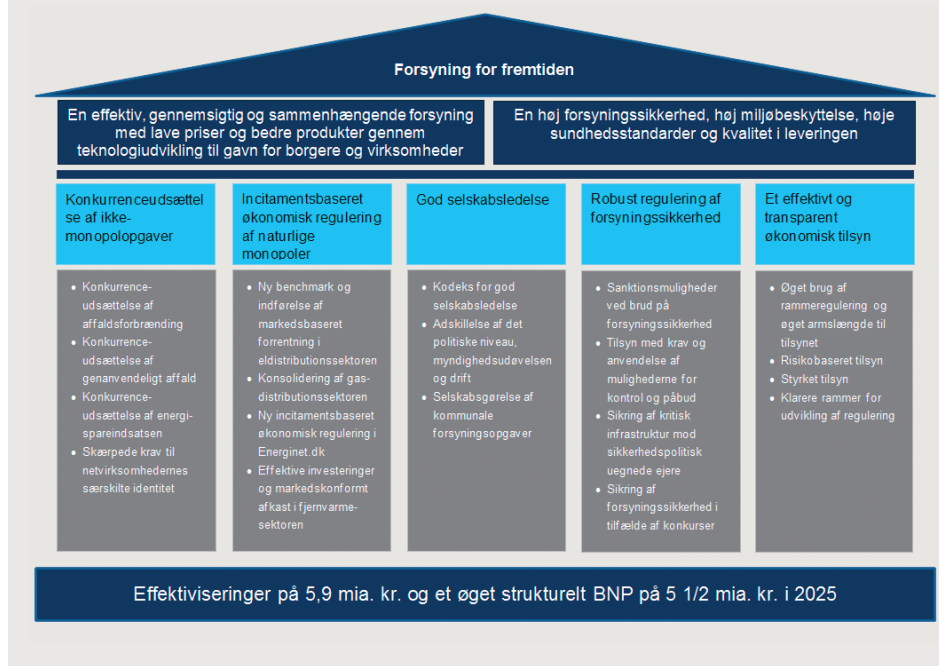 Forsyning for fremtiden
En effektiv, gennemsigtig og sammenhængende forsyning
med lave priser og bedre produkter gennem
teknologiudvikling til gavn for borgere og virksomheder
En høj forsyningssikkerhed, høj miljøbeskyttelse, høje
sundhedsstandarder og kvalitet i leveringen
Konkurrenceudsættel
se af ikke-
monopolopgaver
• Konkurrence-
udsættelse af
affaldsforbrænding
• Konkurrence-
udsættelse af
genanvendeligt affald
• Konkurrence-
udsættelse af energi-
spareindsatsen
• Skærpede krav til
netvirksomhedernes
særskilte identitet
Incitamentsbaseret
økonomisk regulering
af naturlige
monopoler
• Ny benchmark og
indførelse af
markedsbaseret
forrentning i
eldistributionssektoren
• Konsolidering af gas-
distributionssektoren
• Ny incitamentsbaseret
økonomisk regulering i
Energinet.dk
• Effektive investeringer
og markedskonformt
afkast i fjernvarme-
sektoren
God selskabsledelse
• Kodeks for god
selskabsledelse
• Adskillelse af det
politiske niveau,
myndighedsudøvelsen
og drift
• Selskabsgørelse af
kommunale
forsyningsopgaver
Robust regulering af
forsyningssikkerhed
• Sanktionsmuligheder
ved brud på
forsyningssikkerhed
• Tilsyn med krav og
anvendelse af
mulighederne for
kontrol og påbud
• Sikring af kritisk
infrastruktur mod
sikkerhedspolitisk
uegnede ejere
• Sikring af
forsyningssikkerhed i
tilfælde af konkurser
Et effektivt og
transparent
økonomisk tilsyn
• Øget brug af
rammeregulering og
øget armslængde til
tilsynet
• Risikobaseret tilsyn
• Styrket tilsyn
• Klarere rammer for
udvikling af regulering
Effektiviseringer på 5,9 mia. kr. og et øget strukturelt BNP på 5 1/2 mia. kr. i 2025